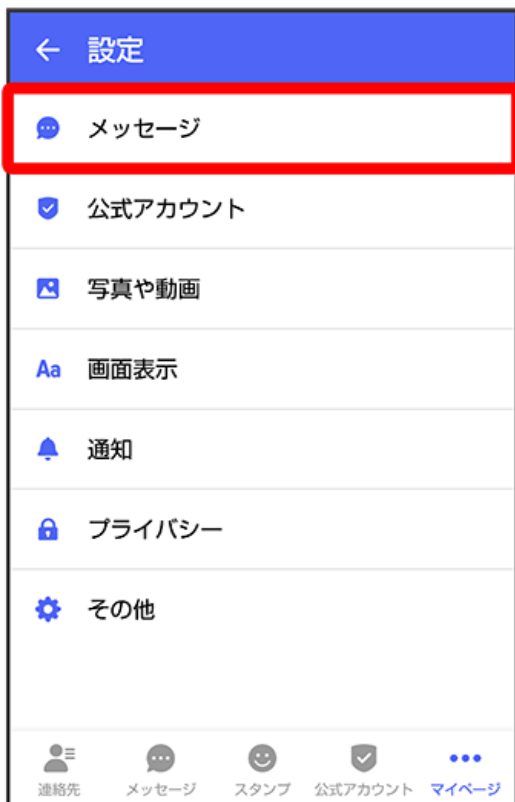 設定
メッセージ
公式アカウント
写真や動画
Aa 画面表示
通知
プライバシー
その他
連絡先 メッセージ スタンプ 公式アカウント マイページ